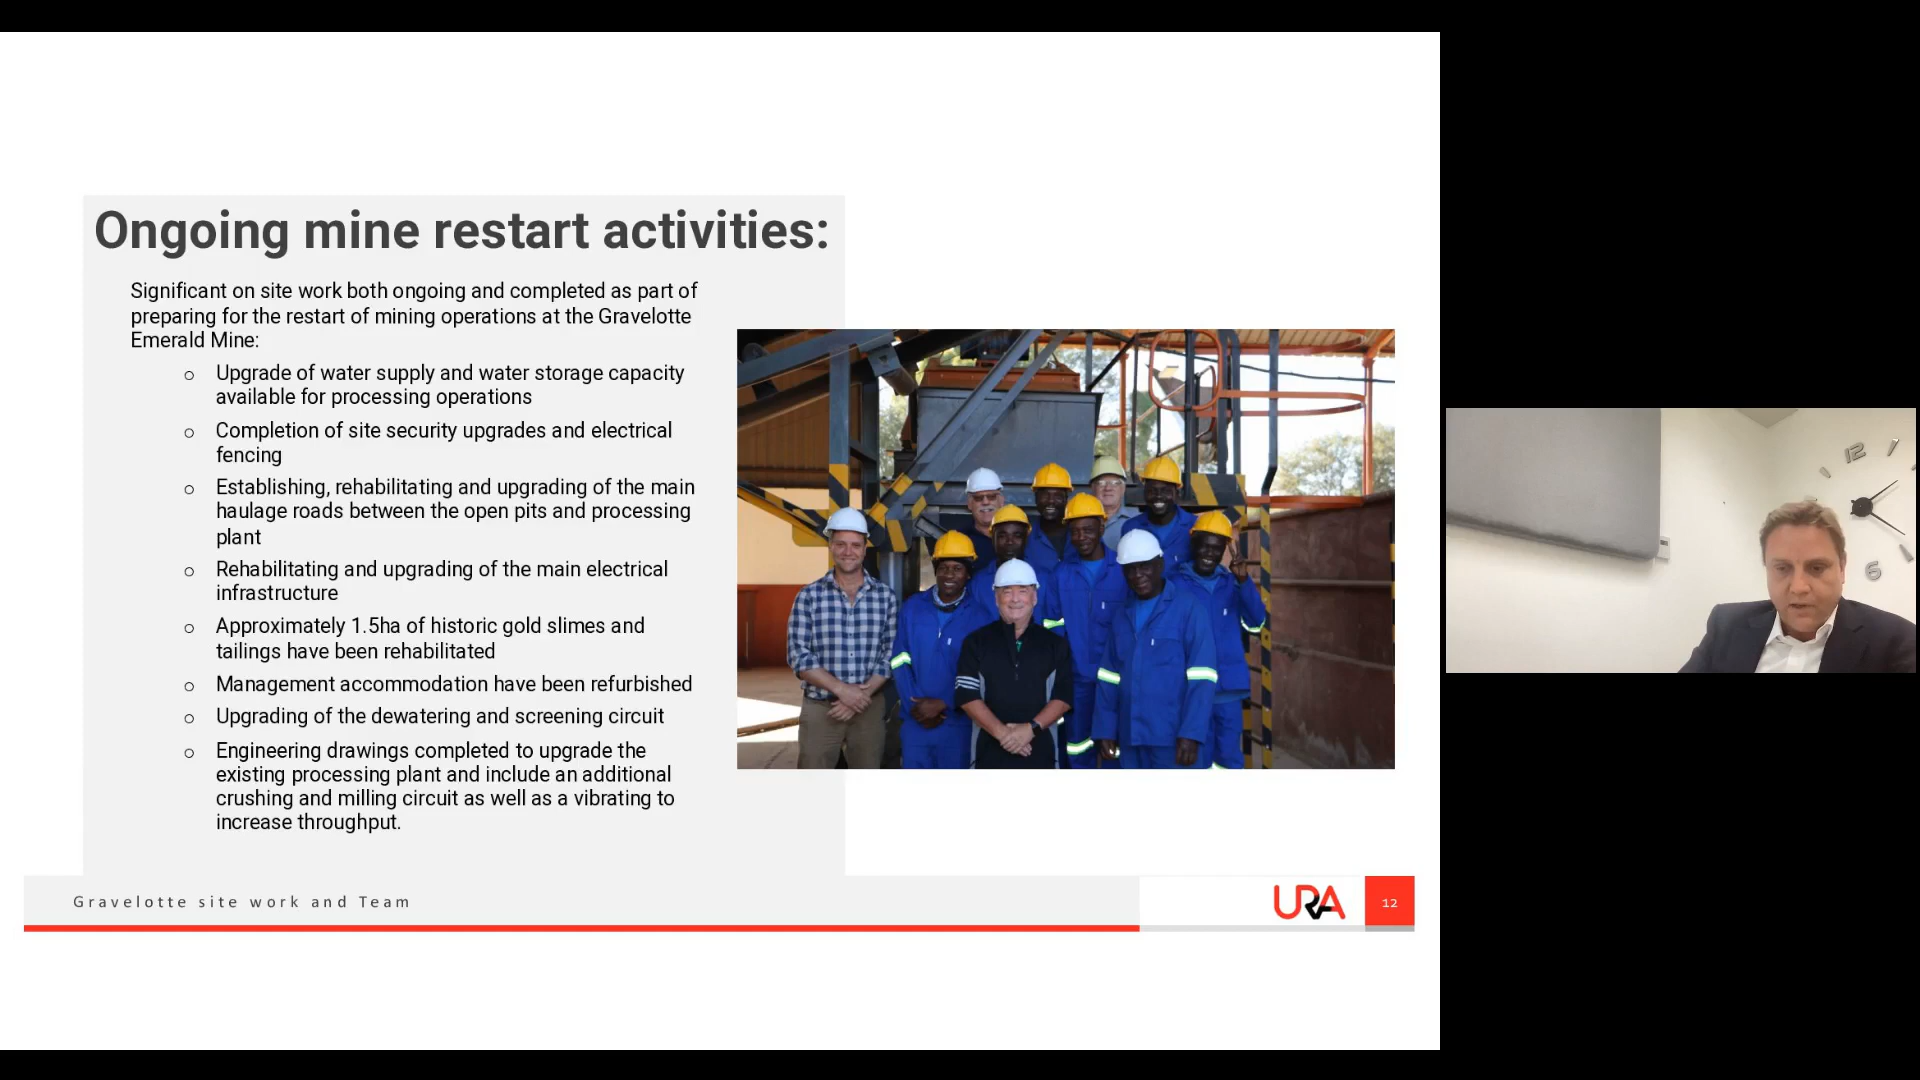 Ongoing mine restart activities:
Significant on site work both ongoing and completed as part of
preparing for the restart of mining operations at the Gravelotte
Emerald Mine:
o Upgrade of water supply and water storage capacity
available for processing operations
o Completion of site security upgrades and electrical
fencing
o Establishing, rehabilitating and upgrading of the main
haulage roads between the open pits and processing
plant
o Rehabilitating and upgrading of the main electrical
infrastructure
o Approximately 1.5ha of historic gold slimes and
tailings have been rehabilitated
o Management accommodation have been refurbished
o Upgrading of the dewatering and screening circuit
o Engineering drawings completed to upgrade the
existing processing plant and include an additional
crushing and milling circuit as well as a vibrating to
increase throughput.
Gravelotte site work and Team
URA
12
12
6